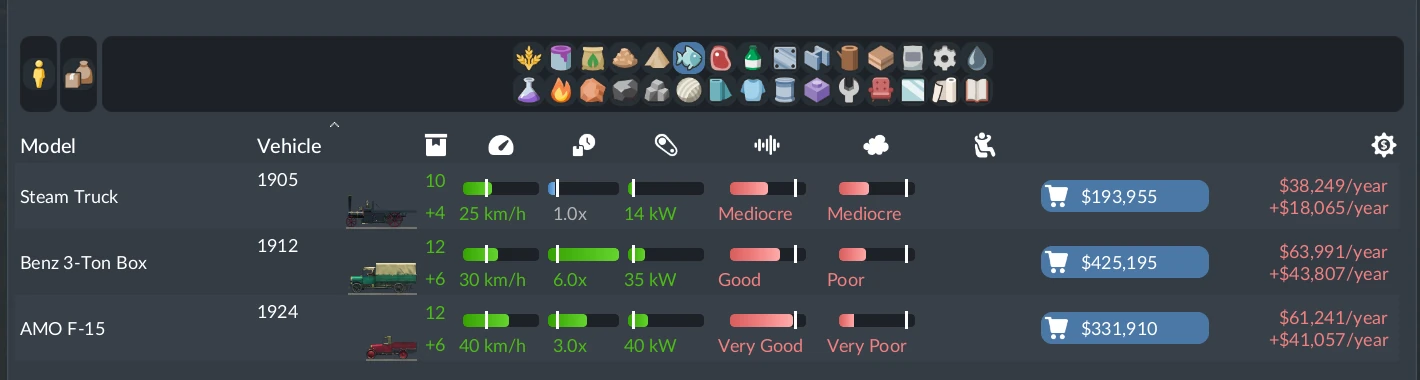 Model Vehicle
Steam Truck 1905 10 +4 25 km/h 1.0x 14 kW Mediocre Mediocre $193,955 $38,249/year +$18,065/year
Benz 3-Ton Box 1912 12 +6 30 km/h 6.0x 35 kW Good Poor $425,195 $63,991/year +$43,807/year
AMO F-15 1924 12 +6 40 km/h 3.0x 40 kW Very Good Very Poor $331,910 $61,241/year +$41,057/year